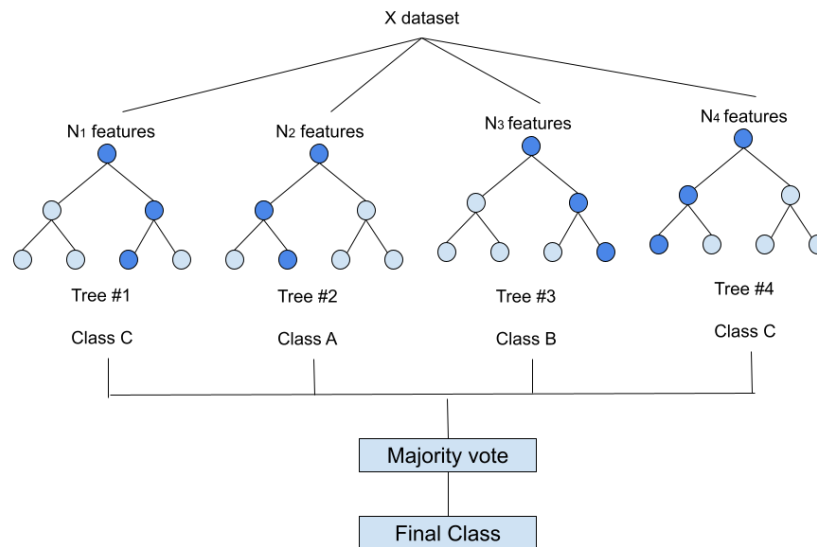 X dataset
N1 features
N2 features
N3 features
N4 features
Tree #1
Tree #2
Tree #3
Tree #4
Class C
Class A
Class B
Class C
Majority vote
Final Class